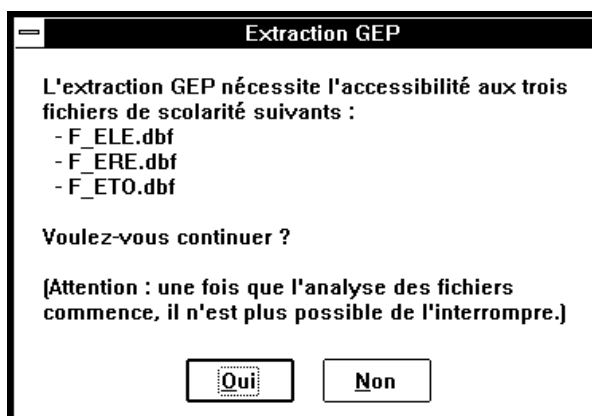 Extraction GEP
L'extraction GEP nécessite l'accessibilité aux trois
fichiers de scolarité suivants :
- F_ELE.dbf
- F_ERE.dbf
- F_ETO.dbf
Voulez-vous continuer ?
(Attention : une fois que l'analyse des fichiers
commence, il n'est plus possible de l'interrompre.)
Oui
Non